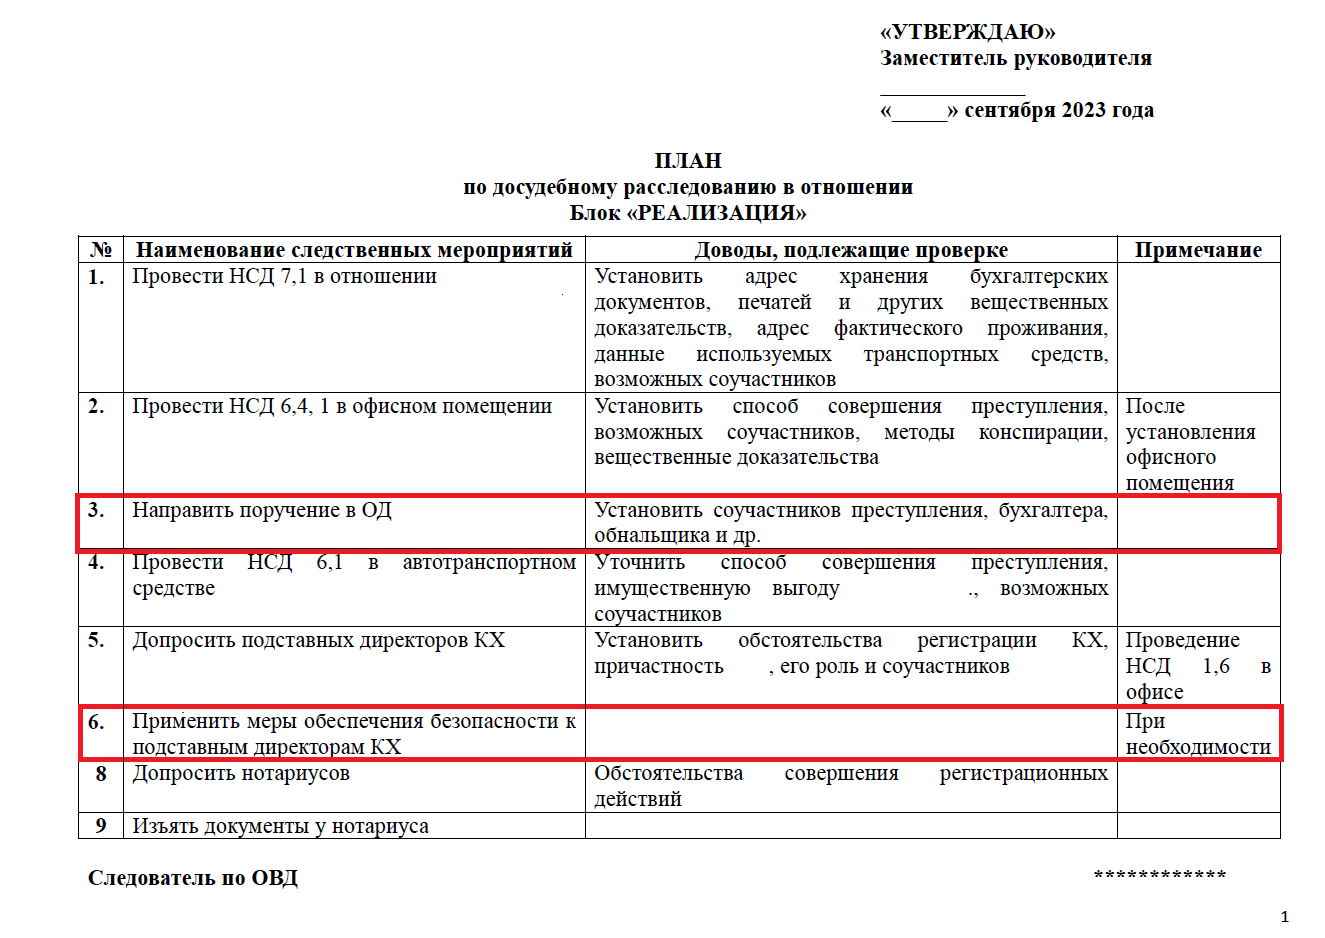 «УТВЕРЖДАЮ»
Заместитель руководителя
_____________
«_____» сентября 2023 года
ПЛАН
по досудебному расследованию в отношении
Блок «РЕАЛИЗАЦИЯ»
№ Наименование следственных мероприятий Доводы, подлежащие проверке Примечание
1. Провести НСД 7,1 в отношении
Установить адрес хранения бухгалтерских
документов, печатей и других вещественных
доказательств, адрес фактического проживания,
данные используемых транспортных средств,
возможных соучастников
2. Провести НСД 6,4, 1 в офисном помещении
Установить способ совершения преступления,
возможных соучастников, методы конспирации,
вещественные доказательства
После
установления
офисного
помещения
3. Направить поручение в ОД
Установить соучастников преступления, бухгалтера,
обнальщика и др.
4. Провести НСД 6,1 в автотранспортном
средстве
Уточнить способ совершения преступления,
имущественную выгоду ., возможных
соучастников
5. Допросить подставных директоров КХ
Установить обстоятельства регистрации КХ,
причастность , его роль и соучастников
Проведение
НСД 1,6 в
офисе
6. Применить меры обеспечения безопасности к
подставным директорам КХ
При
необходимости
8 Допросить нотариусов
Обстоятельства совершения регистрационных
действий
9 Изъять документы у нотариуса
Следователь по ОВД ************
1